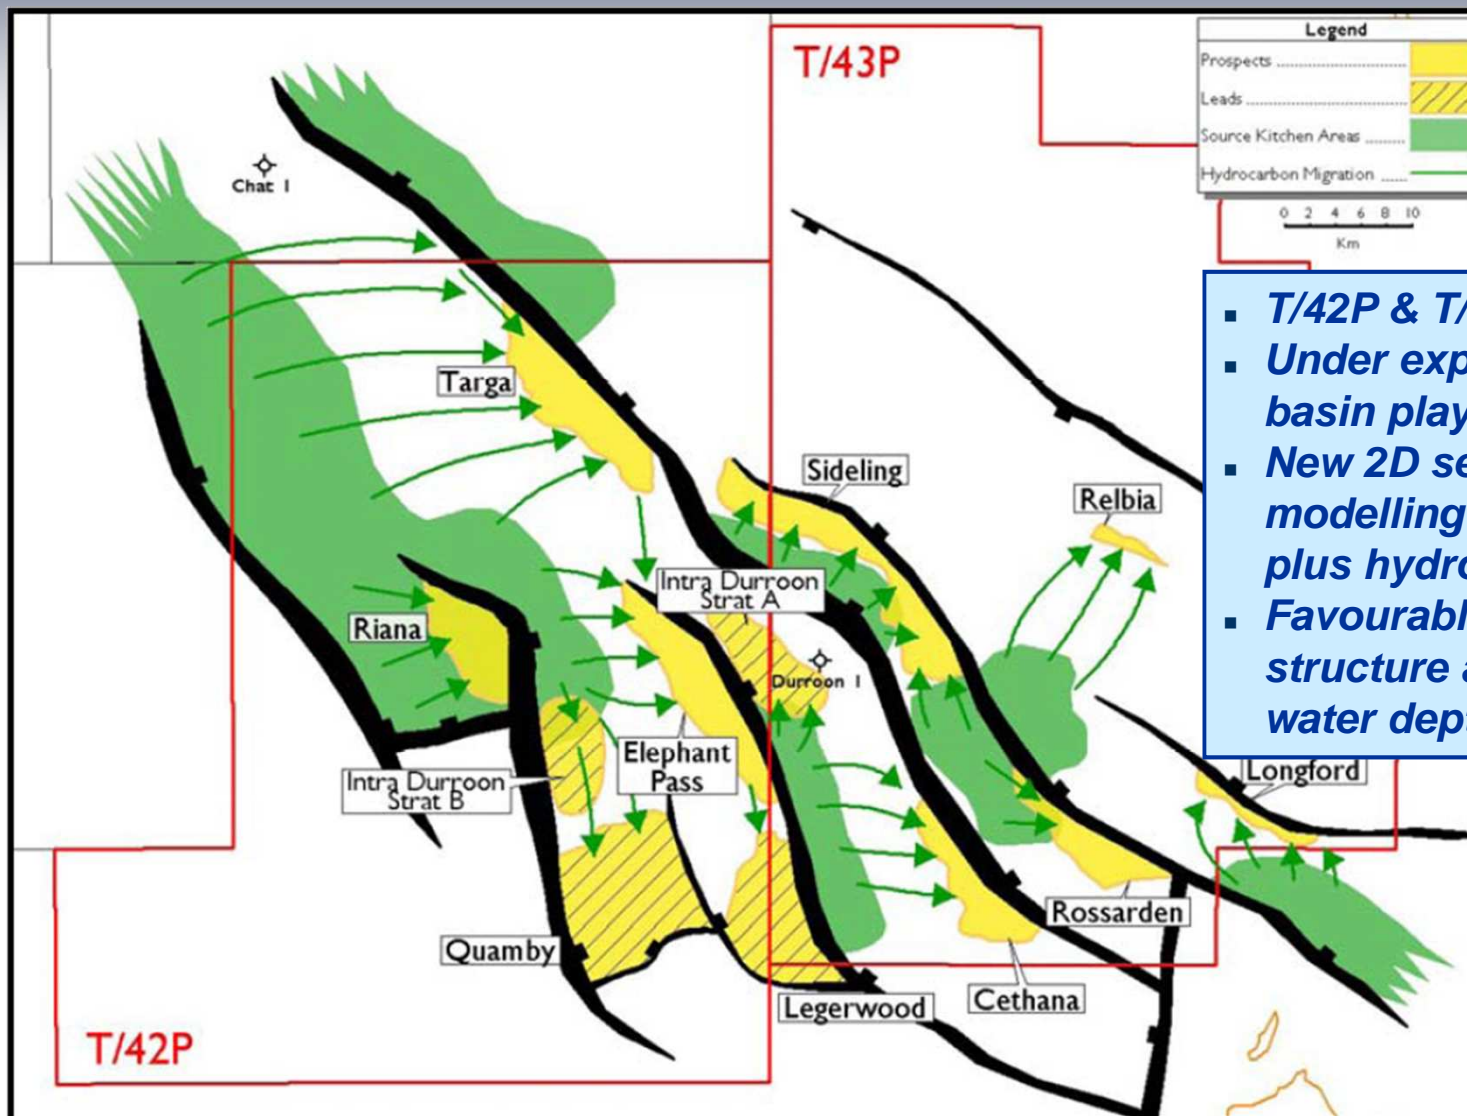 T/43P
Legend
Prospects
Leads
Source Kitchen Areas
Hydrocarbon Migration
0 2 4 6 8 10
Km
Chat 1
T/42P & T/
Under exp
basin play
New 2D se
modelling
plus hydro
Favourabl
structure a
water dept
Targa
Sideling
Relbia
Intra Durroon
Strat A
Riana
Durroon 1
Elephant
Pass
Intra Durroon
Strat B
Longford
Rossarden
Quamby
Cethana
Legerwood
T/42P